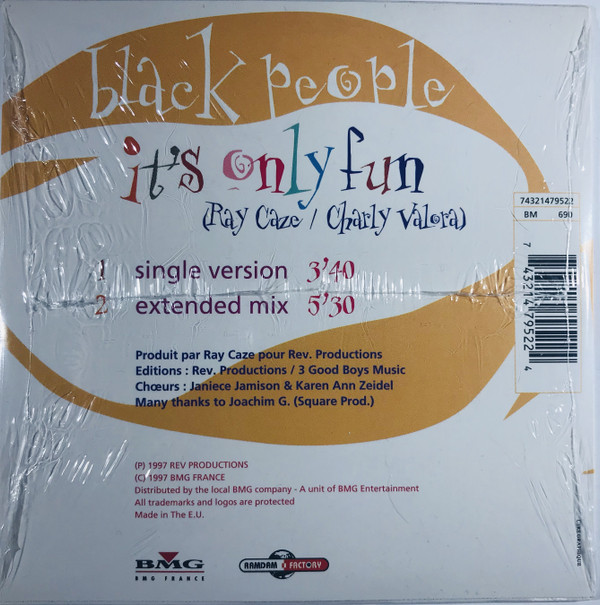 black people
it's only fun
(Ray Caze / Charly Valora)
74321479522
BM 690
1 single version 3'40
2 extended mix 5'30
7 43214 79522 4
Produit par Ray Caze pour Rev. Productions
Editions : Rev. Productions / 3 Good Boys Music
Chœurs : Janiece Jamison & Karen Ann Zeidel
Many thanks to Joachim G. (Square Prod.)
(P) 1997 REV PRODUCTIONS
(C) 1997 BMG FRANCE
Distributed by the local BMG company - A unit of BMG Entertainment
All trademarks and logos are protected
Made in The E.U.
BMG
BMG FRANCE
RAMDAM FACTORY